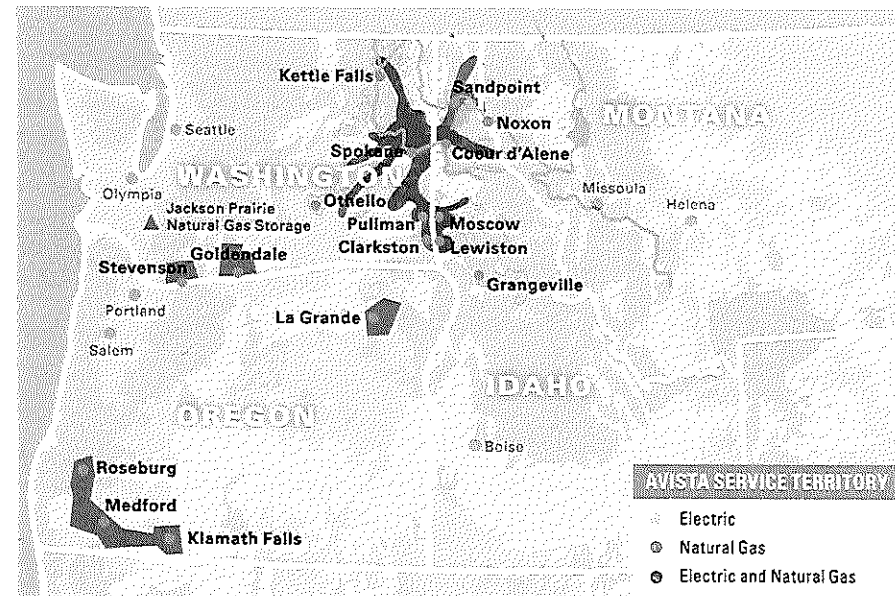 Kettle Falls
Sandpoint
Noxon
MONTANA
Seattle
Spokane
Coeur d'Alene
WASHINGTON
Olympia
Othello
Missoula
Helena
Jackson Prairie
Natural Gas Storage
Pullman
Moscow
Clarkston
Lewiston
Goldendale
Stevenson
Grangeville
Portland
La Grande
Salem
IDAHO
OREGON
Boise
Roseburg
Medford
Klamath Falls
AVISTA SERVICE TERRITORY
Electric
Natural Gas
Electric and Natural Gas